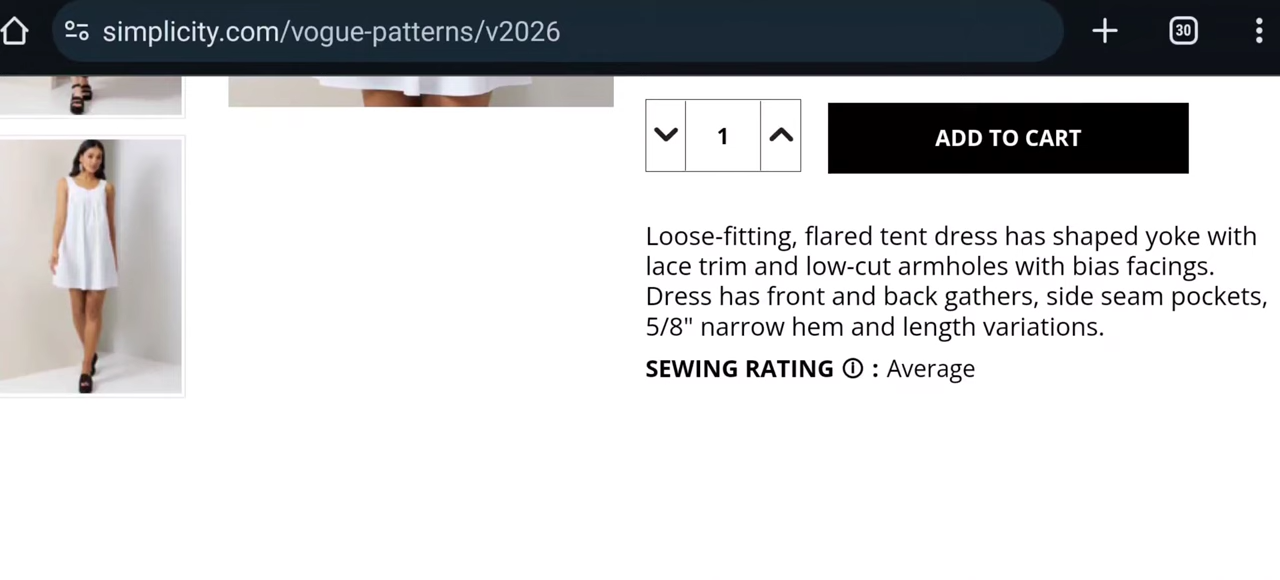 simplicity.com/vogue-patterns/v2026
30
1
ADD TO CART
Loose-fitting, flared tent dress has shaped yoke with
lace trim and low-cut armholes with bias facings.
Dress has front and back gathers, side seam pockets,
5/8" narrow hem and length variations.
SEWING RATING ⓘ : Average